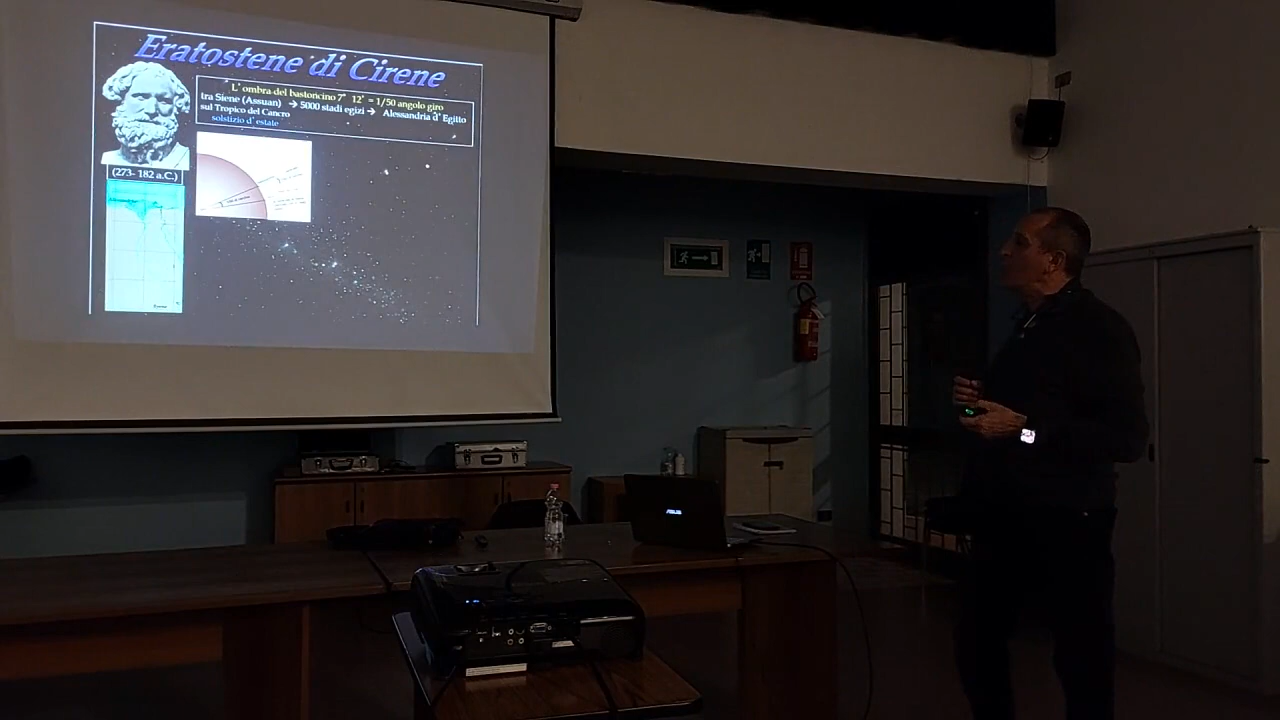 Eratostene di Cirene
L' ombra del bastoncino 7° 12' = 1/50 angolo giro
tra Siene (Assuan) → 5000 stadi egizi → Alessandria d' Egitto
sul Tropico del Cancro
solstizio d' estate
(273- 182 a.C.)
ASUS